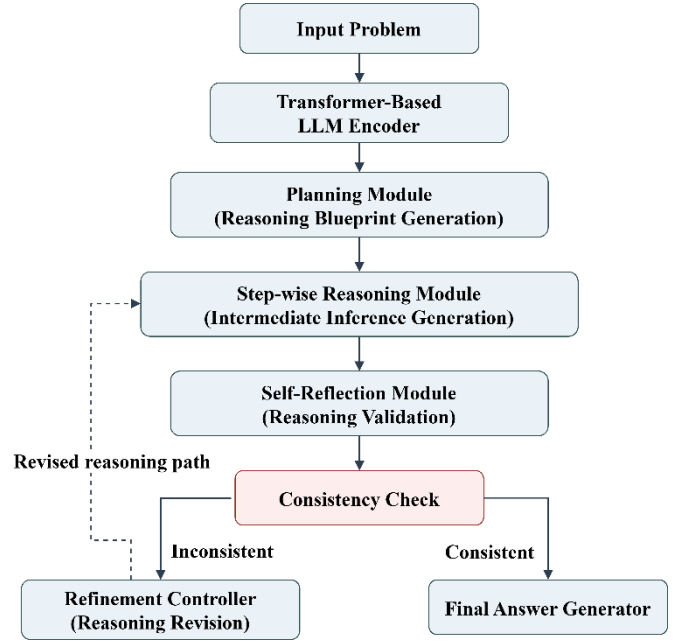 Input Problem
Transformer-Based
LLM Encoder
Planning Module
(Reasoning Blueprint Generation)
Step-wise Reasoning Module
(Intermediate Inference Generation)
Self-Reflection Module
(Reasoning Validation)
Revised reasoning path
Consistency Check
Inconsistent
Consistent
Refinement Controller
(Reasoning Revision)
Final Answer Generator